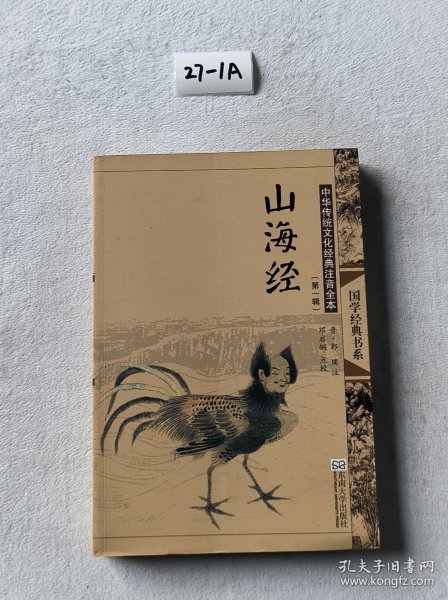 27-1A
山海经
中华传统文化经典注音全本
(第一辑)
国学经典书系
晋·郭璞 注
邓启铜 点校
东南大学出版社
孔夫子旧书网
www.kongfz.com